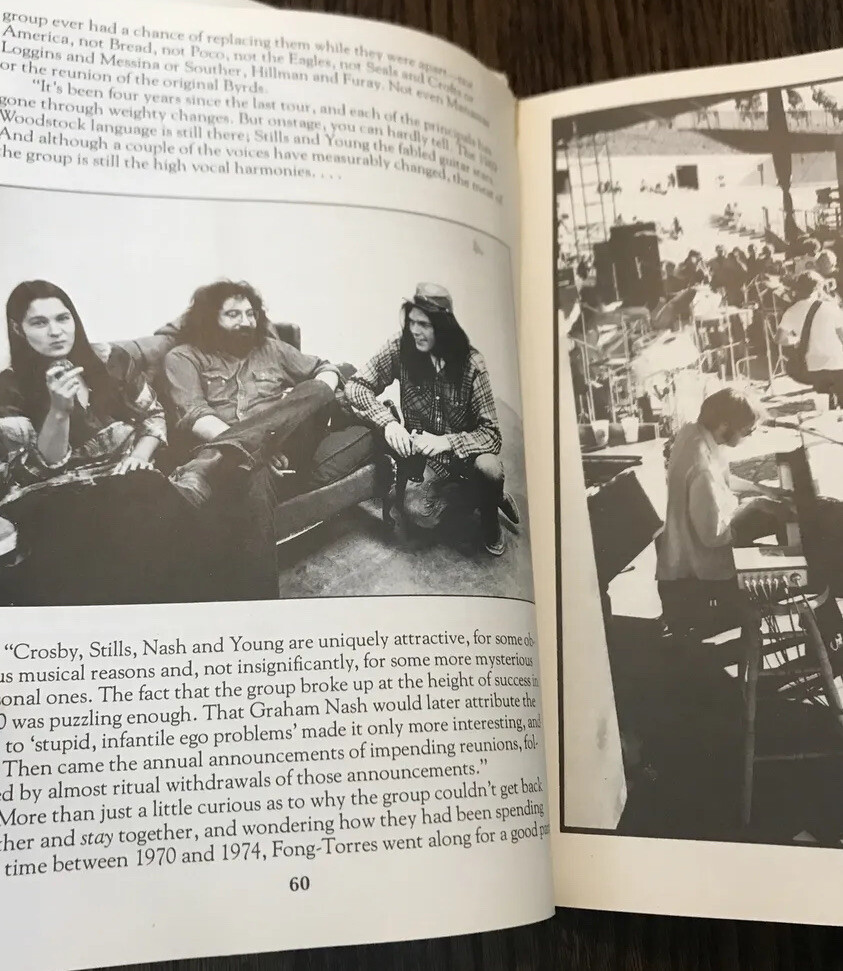 group ever had a chance of replacing them while they were apart—not
America, not Bread, not Poco, not the Eagles, not Seals and Crofts or
Loggins and Messina or Souther, Hillman and Furay. Not even Manassas
or the reunion of the original Byrds.
“It’s been four years since the last tour, and each of the principals has
gone through weighty changes. But onstage, you can hardly tell. The
Woodstock language is still there; Stills and Young the fabled guitar stars.
And although a couple of the voices have measurably changed, the meat of
the group is still the high vocal harmonies. . . .
“Crosby, Stills, Nash and Young are uniquely attractive, for some ob-
us musical reasons and, not insignificantly, for some more mysterious
sonal ones. The fact that the group broke up at the height of success in
0 was puzzling enough. That Graham Nash would later attribute the
to ‘stupid, infantile ego problems’ made it only more interesting, and
Then came the annual announcements of impending reunions, fol-
ed by almost ritual withdrawals of those announcements.”
More than just a little curious as to why the group couldn’t get back
ther and stay together, and wondering how they had been spending
time between 1970 and 1974, Fong-Torres went along for a good
60